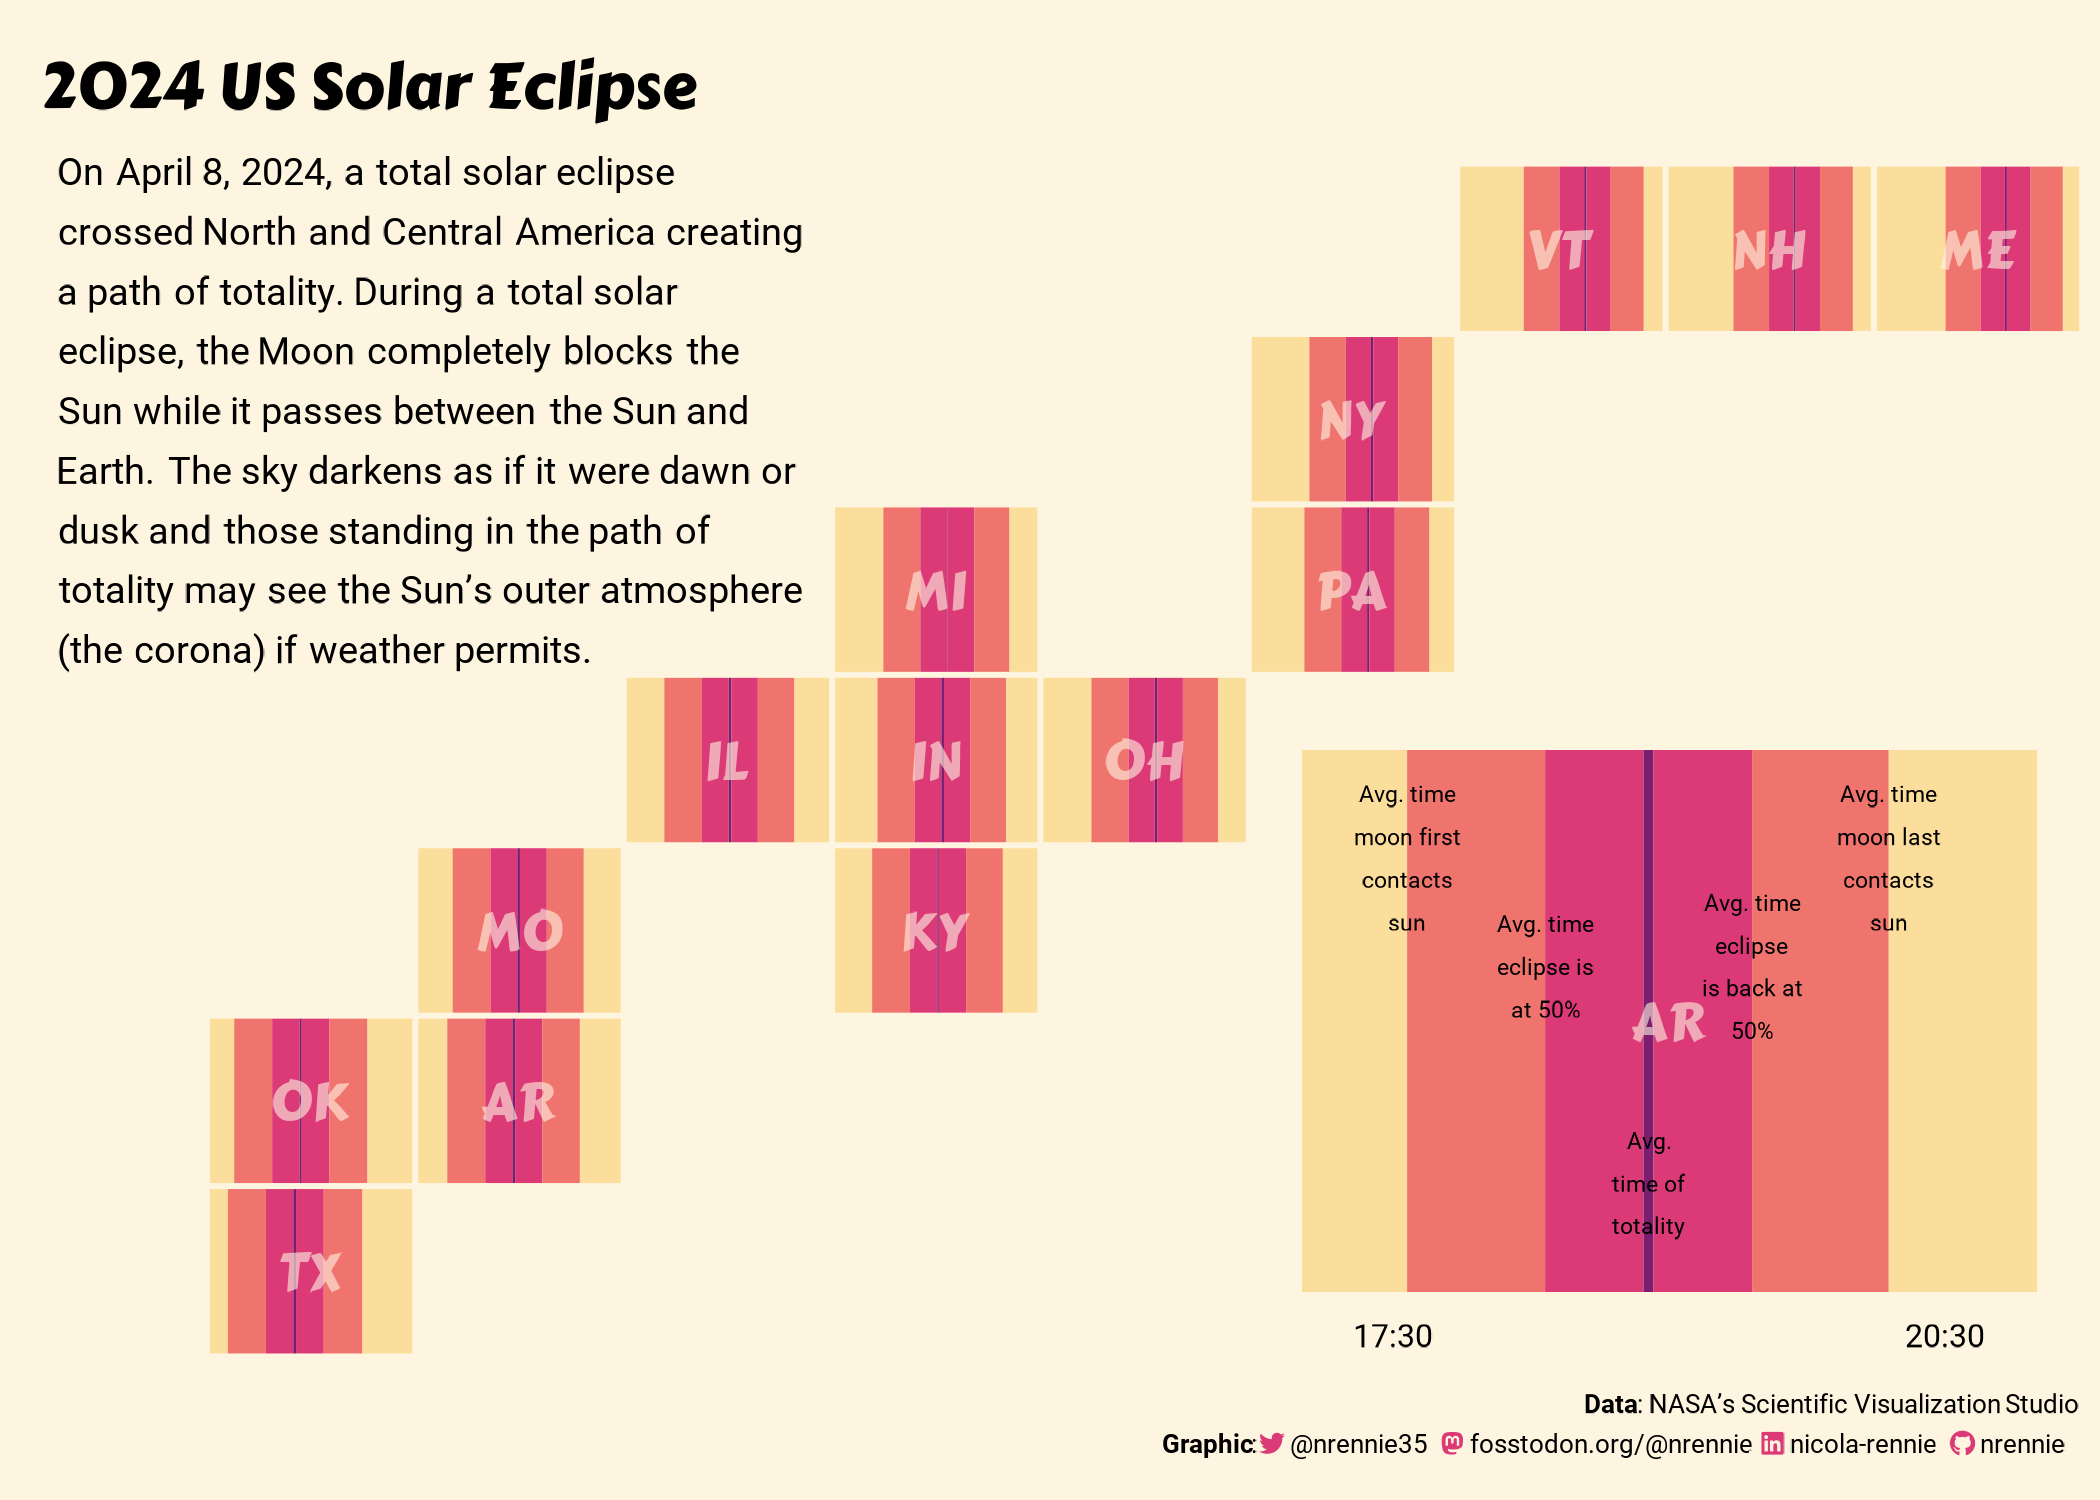 2024 US Solar Eclipse
On April 8, 2024, a total solar eclipse
crossed North and Central America creating
a path of totality. During a total solar
eclipse, the Moon completely blocks the
Sun while it passes between the Sun and
Earth. The sky darkens as if it were dawn or
dusk and those standing in the path of
totality may see the Sun’s outer atmosphere
(the corona) if weather permits.
VT NH ME
NY
MI PA
IL IN OH
MO KY
OK AR
TX
Avg. time
moon first
contacts
sun
Avg. time
eclipse is
at 50%
AR
Avg.
time of
totality
Avg. time
eclipse
is back at
50%
Avg. time
moon last
contacts
sun
17:30 20:30
Data: NASA’s Scientific Visualization Studio
Graphic: @nrennie35 fosstodon.org/@nrennie nicola-rennie nrennie